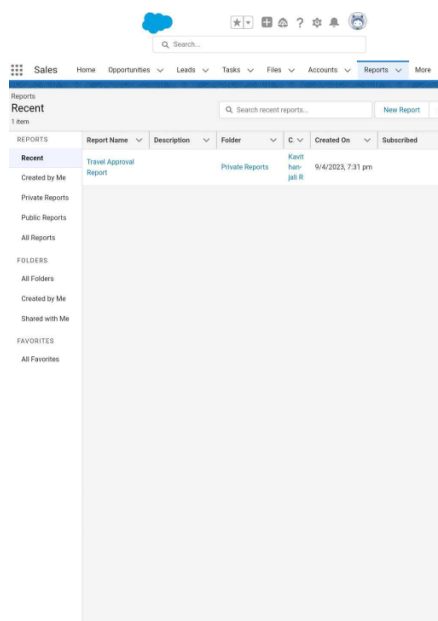 Search...
Sales Home Opportunities Leads Tasks Files Accounts Reports More
Reports
Recent
1 item
Search recent reports...
New Report
REPORTS
Recent
Created by Me
Private Reports
Public Reports
All Reports
FOLDERS
All Folders
Created by Me
Shared with Me
FAVORITES
All Favorites
Report Name Description Folder C Created On Subscribed
Travel Approval
Report
Private Reports
Kavit
han-
jali R
9/4/2023, 7:31 pm